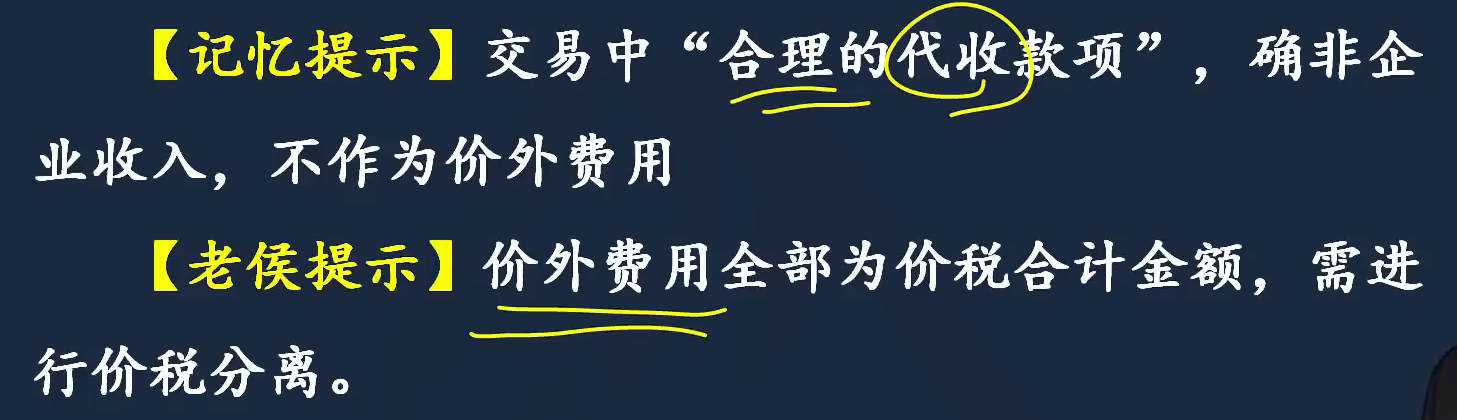 【记忆提示】交易中“合理的代收款项”，确非企
业收入，不作为价外费用
【老侯提示】价外费用全部为价税合计金额，需进
行价税分离。